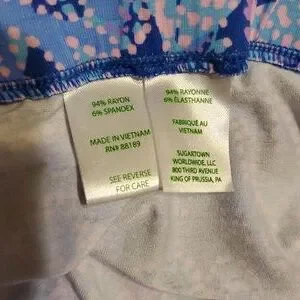 94% RAYON
6% SPANDEX
MADE IN VIETNAM
RN# 88189
SEE REVERSE
FOR CARE
94% RAYONNE
6% ÉLASTHANNE
FABRIQUÉ AU
VIETNAM
SUGARTOWN
WORLDWIDE, LLC
800 THIRD AVENUE
KING OF PRUSSIA, PA